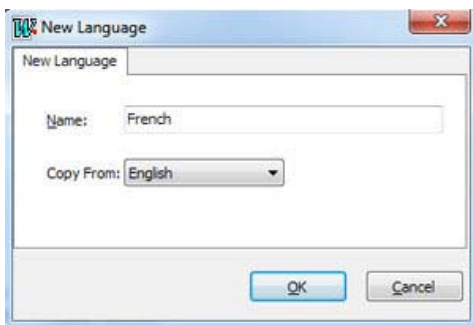 New Language
New Language
Name: French
Copy From: English
OK Cancel